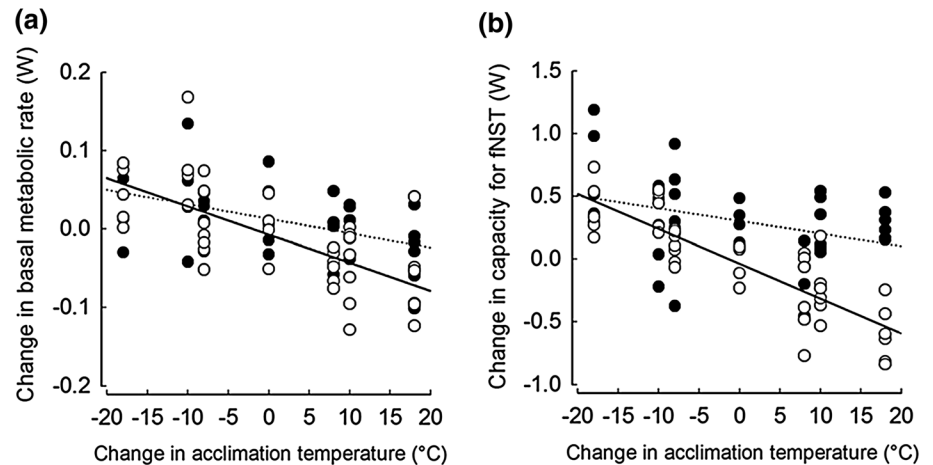 (a)
Change in basal metabolic rate (W)
0.2
0.1
0.0
-0.1
-0.2
-20 -15 -10 -5 0 5 10 15 20
Change in acclimation temperature (°C)
(b)
Change in capacity for fNST (W)
1.5
1.0
0.5
0.0
-0.5
-1.0
-20 -15 -10 -5 0 5 10 15 20
Change in acclimation temperature (°C)